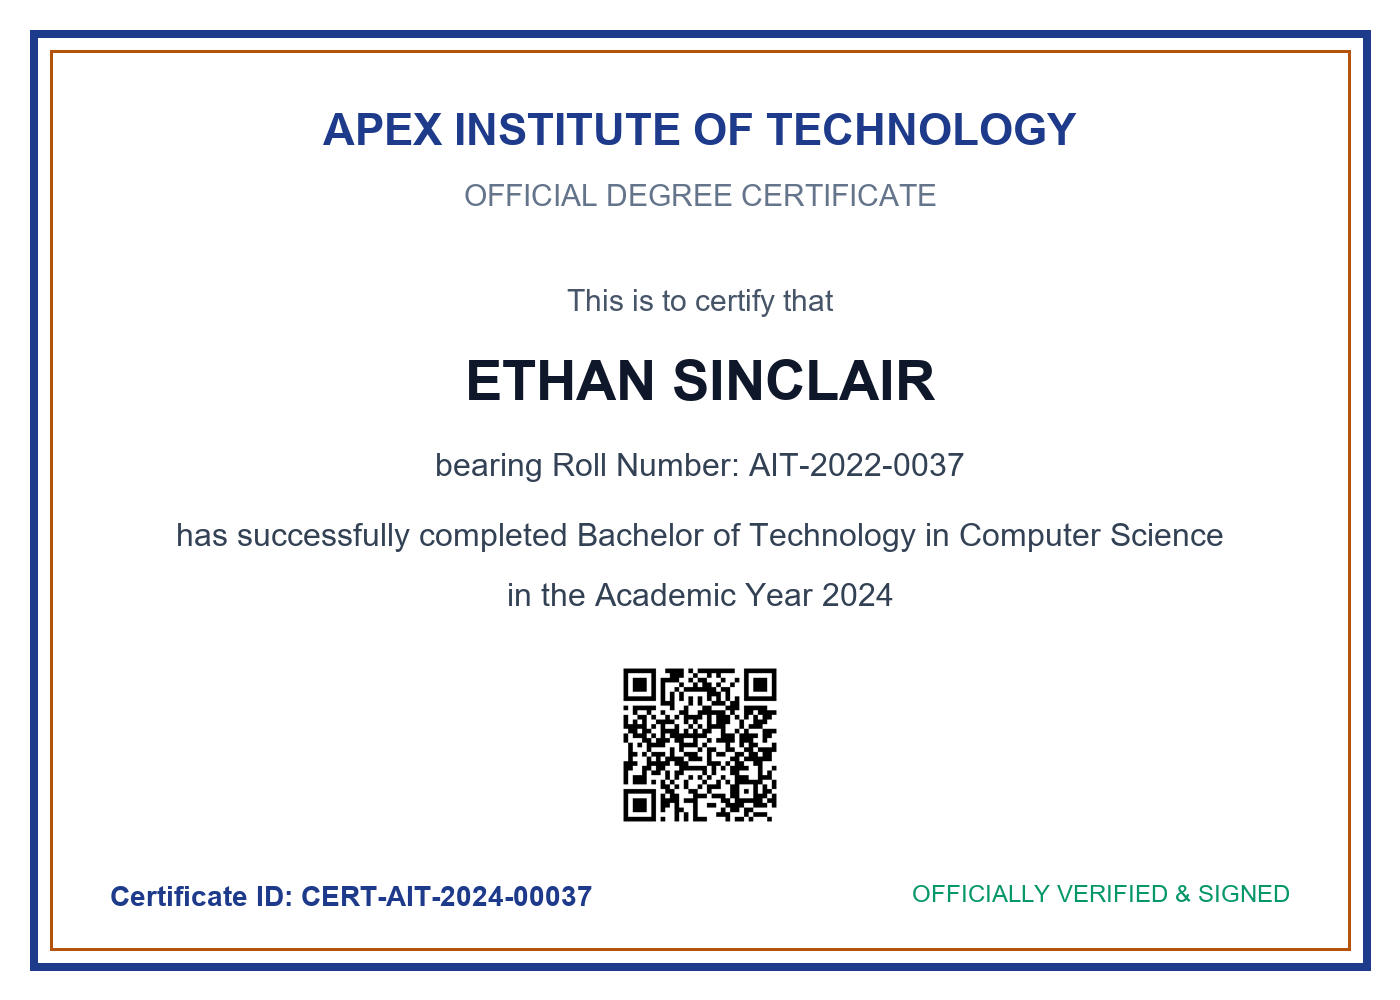 APEX INSTITUTE OF TECHNOLOGY
OFFICIAL DEGREE CERTIFICATE
This is to certify that
ETHAN SINCLAIR
bearing Roll Number: AIT-2022-0037
has successfully completed Bachelor of Technology in Computer Science
in the Academic Year 2024
Certificate ID: CERT-AIT-2024-00037
OFFICIALLY VERIFIED & SIGNED